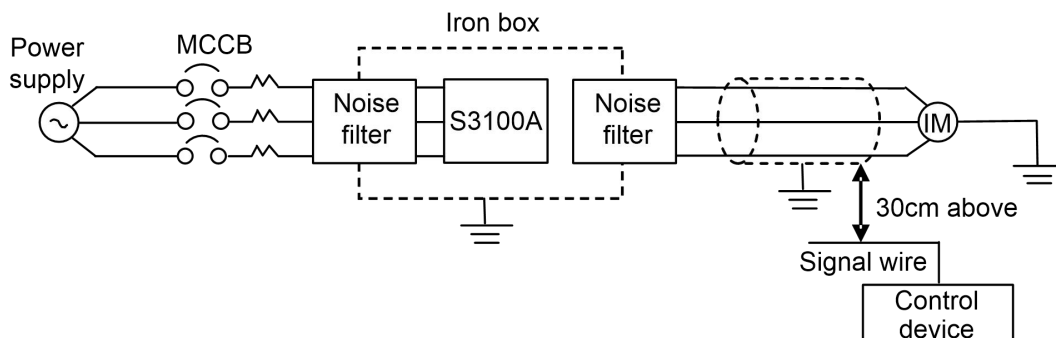 Iron box
Power
supply
MCCB
Noise
filter
S3100A
Noise
filter
IM
30cm above
Signal wire
Control
device